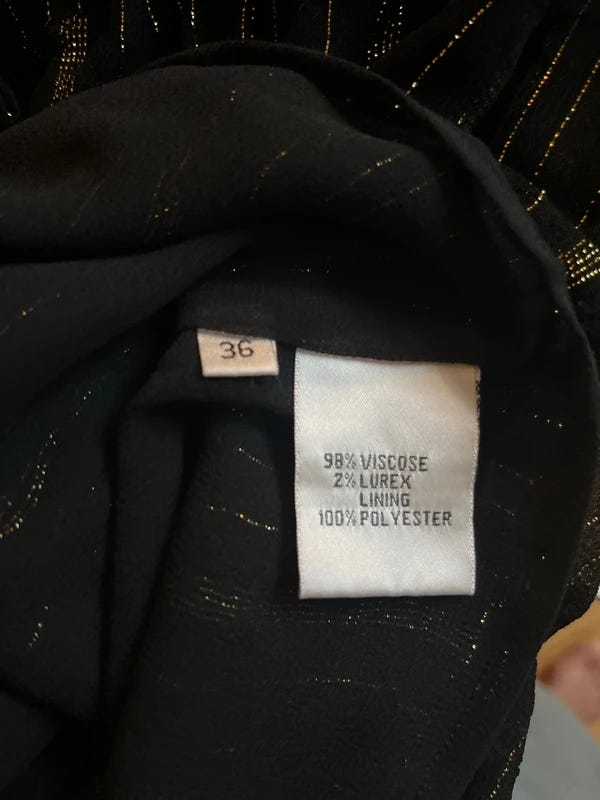 36
98% VISCOSE
2% LUREX
LINING
100% POLYESTER